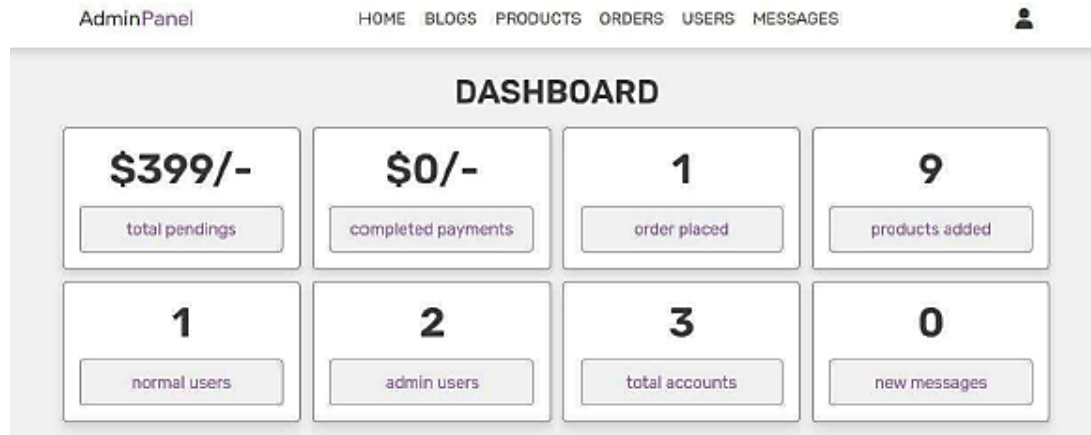 AdminPanel HOME BLOGS PRODUCTS ORDERS USERS MESSAGES
DASHBOARD
$399/- $0/- 1 9
total pendings completed payments order placed products added
1 2 3 0
normal users admin users total accounts new messages